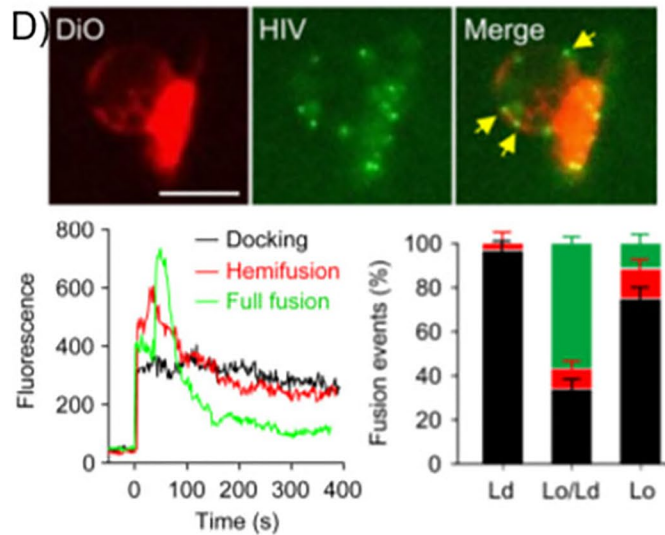 D) DiO HIV Merge
800
600
400
200
0
Fluorescence
Docking
Hemifusion
Full fusion
0 100 200 300 400
Time (s)
100
80
60
40
20
0
Fusion events (%)
Ld Lo/Ld Lo